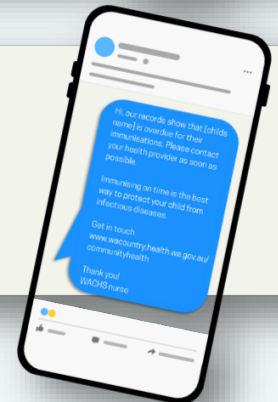 Hi, our records show that [childs
name] is overdue for their
immunisations. Please contact
your health provider as soon as
possible.
Immunising on time is the best
way to protect your child from
infectious diseases.
Get in touch
www.wacountry.health.wa.gov.au/
communityhealth
Thank you!
WACHS nurse